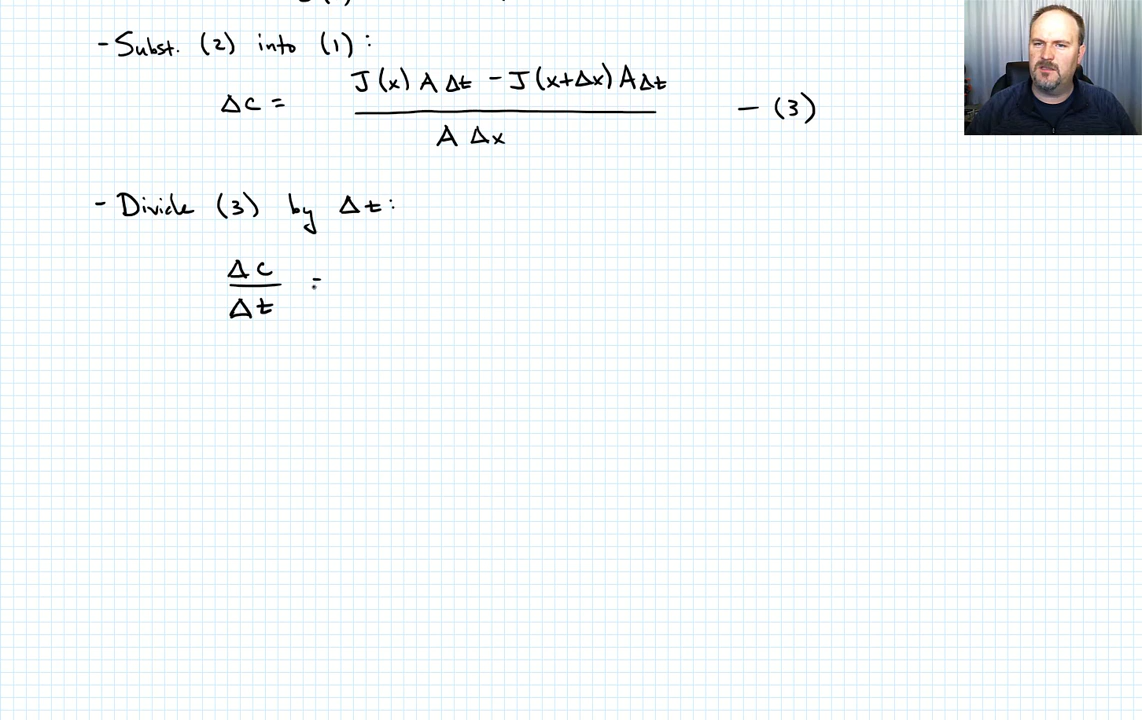 - Subst. (2) into (1) :
Δc = J(x) A Δt - J(x+Δx) A Δt / A Δx — (3)
- Divide (3) by Δt:
Δc / Δt =